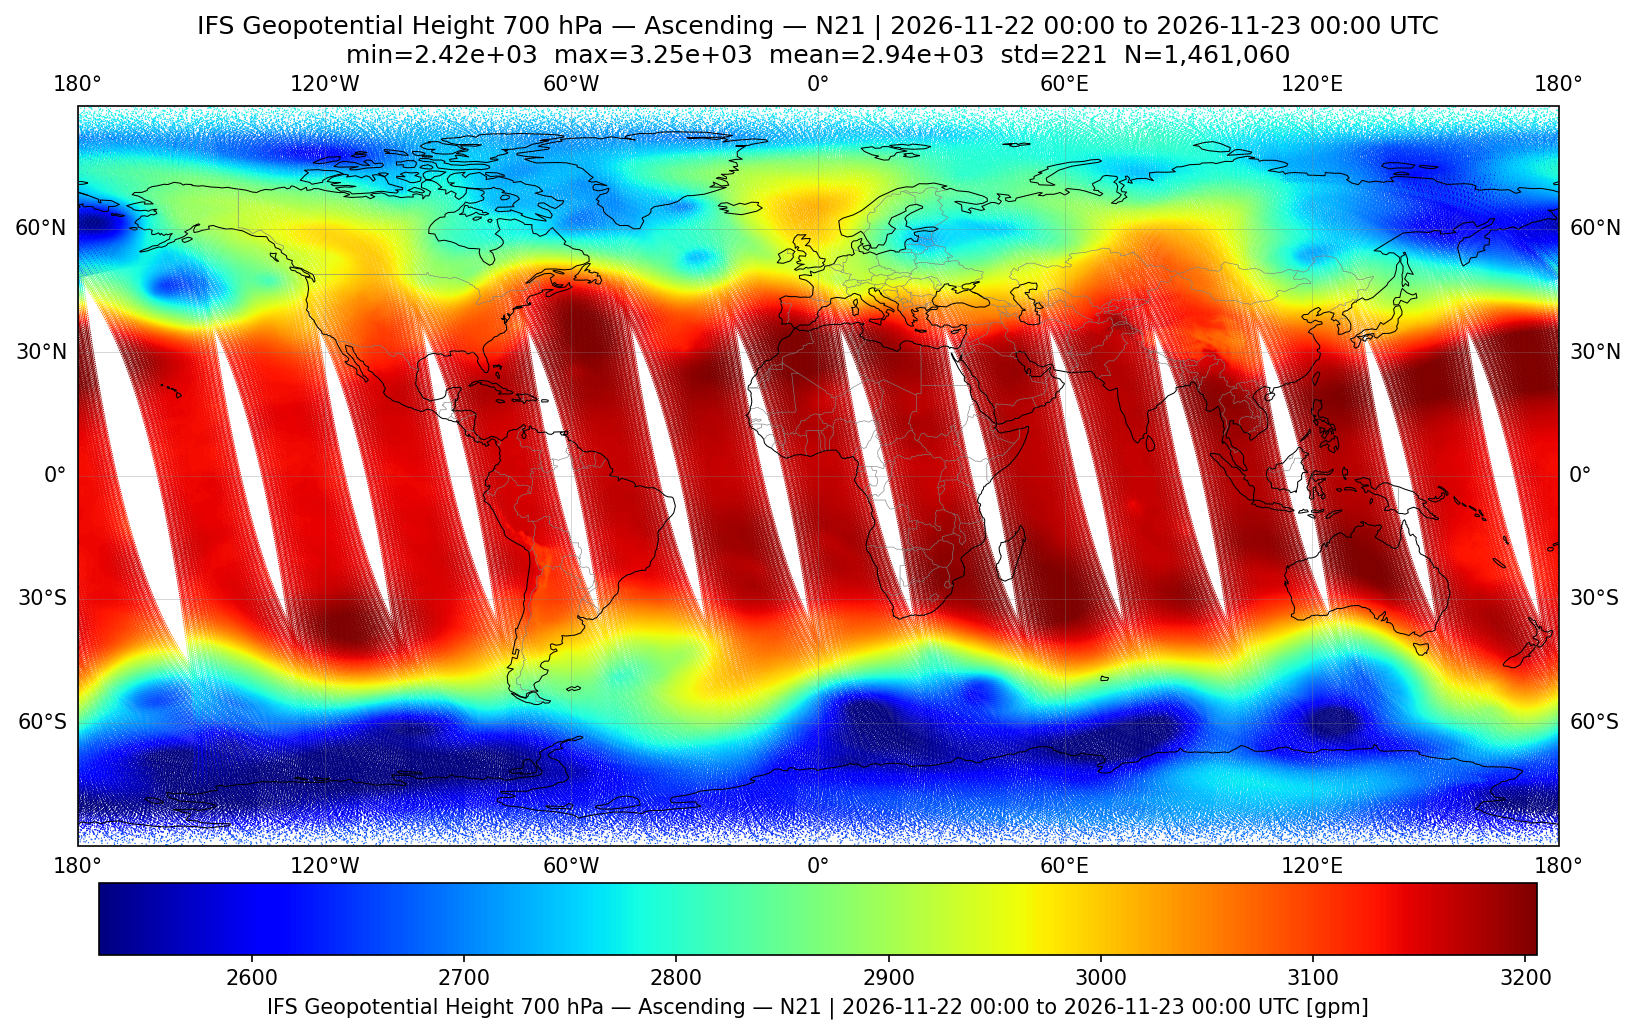 IFS Geopotential Height 700 hPa — Ascending — N21 | 2026-11-22 00:00 to 2026-11-23 00:00 UTC
min=2.42e+03  max=3.25e+03  mean=2.94e+03  std=221  N=1,461,060
180° 120°W 60°W 0° 60°E 120°E 180°
60°N 60°N
30°N 30°N
0° 0°
30°S 30°S
60°S 60°S
180° 120°W 60°W 0° 60°E 120°E 180°
2600 2700 2800 2900 3000 3100 3200
IFS Geopotential Height 700 hPa — Ascending — N21 | 2026-11-22 00:00 to 2026-11-23 00:00 UTC [gpm]